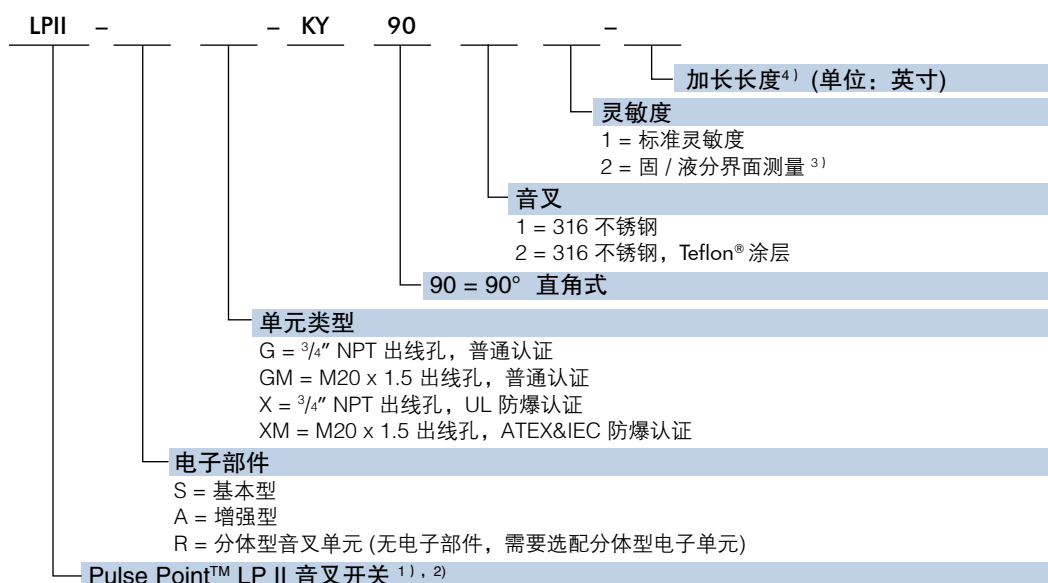 LPII – – KY 90 –
加长长度4) (单位：英寸)
灵敏度
1 = 标准灵敏度
2 = 固 / 液分界面测量 3)
音叉
1 = 316 不锈钢
2 = 316 不锈钢，Teflon® 涂层
90 = 90° 直角式
单元类型
G = 3/4″ NPT 出线孔，普通认证
GM = M20 x 1.5 出线孔，普通认证
X = 3/4″ NPT 出线孔，UL 防爆认证
XM = M20 x 1.5 出线孔，ATEX&IEC 防爆认证
电子部件
S = 基本型
A = 增强型
R = 分体型音叉单元 (无电子部件，需要选配分体型电子单元)
Pulse Point™ LP II 音叉开关 1)，2)